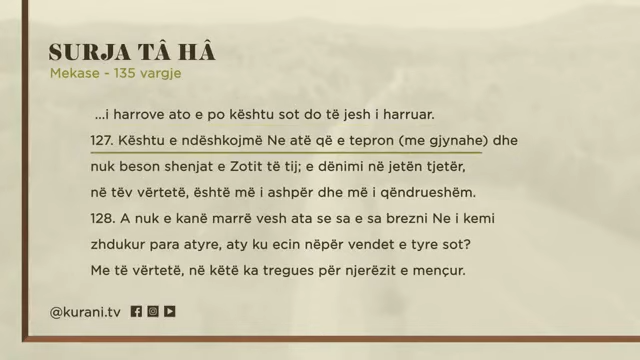 SURJA TÂ HÂ
Mekase - 135 vargje
...i harrove ato e po kështu sot do të jesh i harruar.
127. Kështu e ndëshkojmë Ne atë që e tepron (me gjynahe) dhe
nuk beson shenjat e Zotit të tij; e dënimi në jetën tjetër,
në tëv vërtetë, është më i ashpër dhe më i qëndrueshëm.
128. A nuk e kanë marrë vesh ata se sa e sa brezni Ne i kemi
zhdukur para atyre, aty ku ecin nëpër vendet e tyre sot?
Me të vërtetë, në këtë ka tregues për njerëzit e mençur.
@kurani.tv